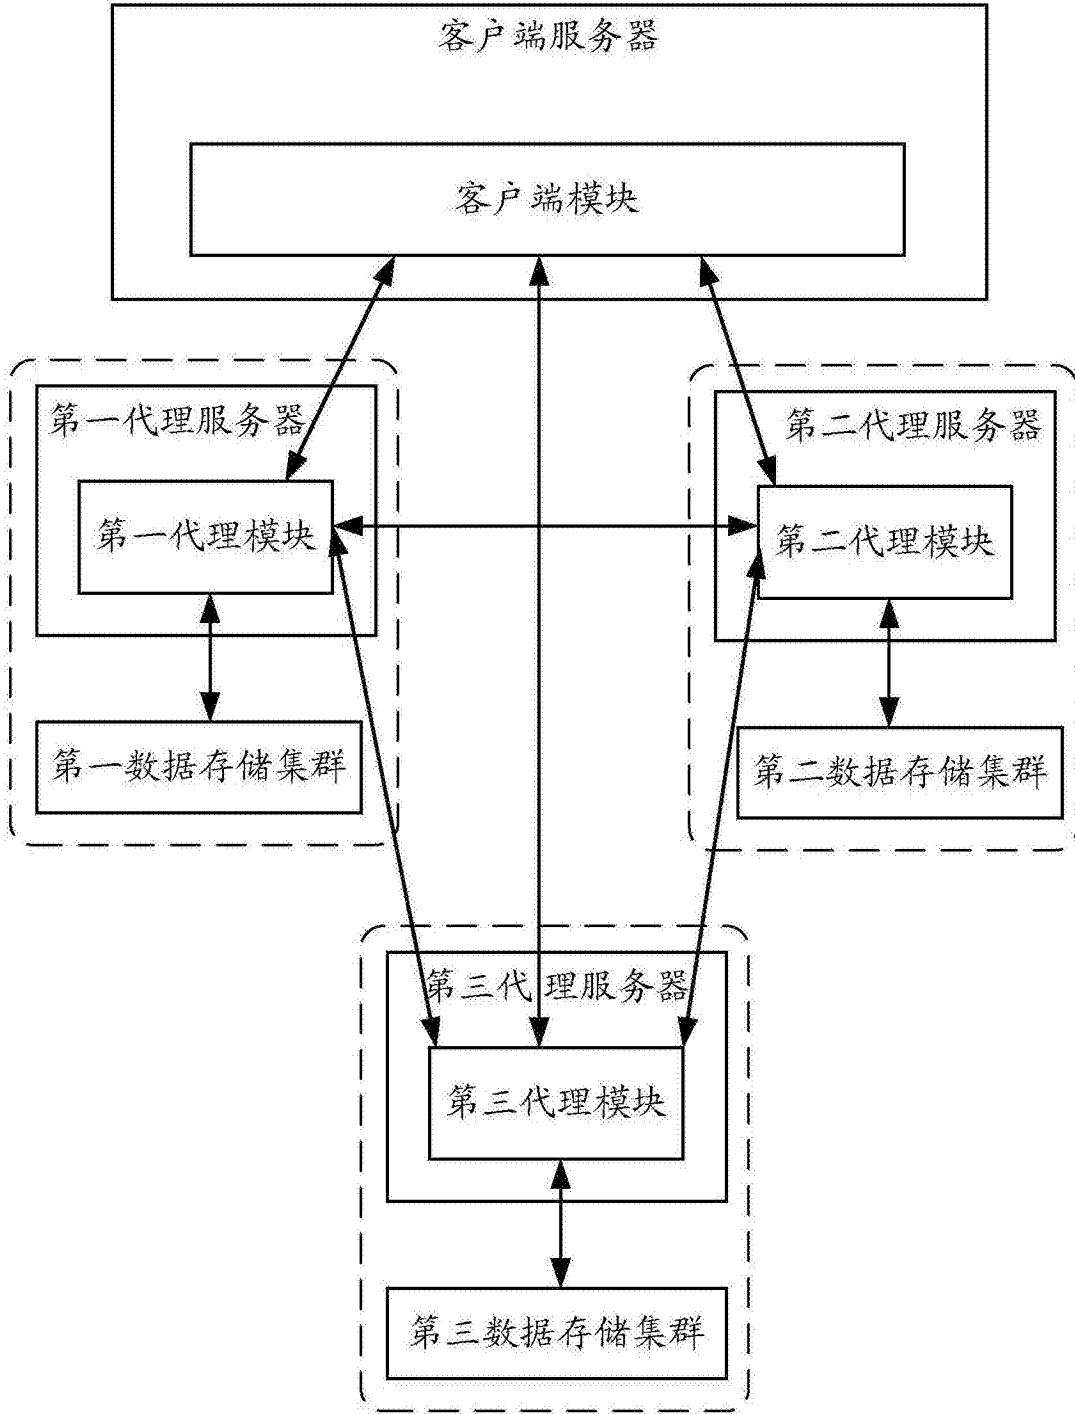 客户端服务器
客户端模块
第一代理服务器
第一代理模块
第一数据存储集群
第二代理服务器
第二代理模块
第二数据存储集群
第三代理服务器
第三代理模块
第三数据存储集群